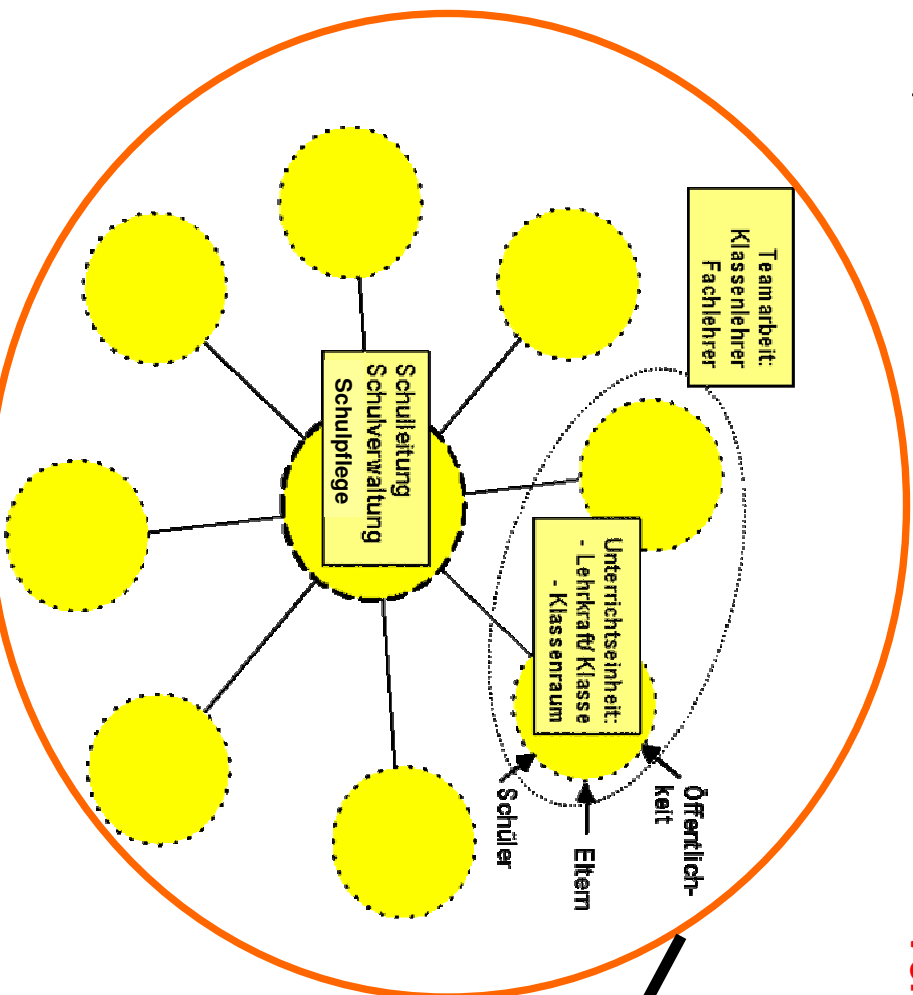 Teamarbeit:
Klassenlehrer
Fachlehrer
Schulleitung
Schulverwaltung
Schulpflege
Unterrichtseinheit:
- Lehrkraft/ Klasse
- Klassenraum
Öffentlich-
keit
Eltern
Schüler